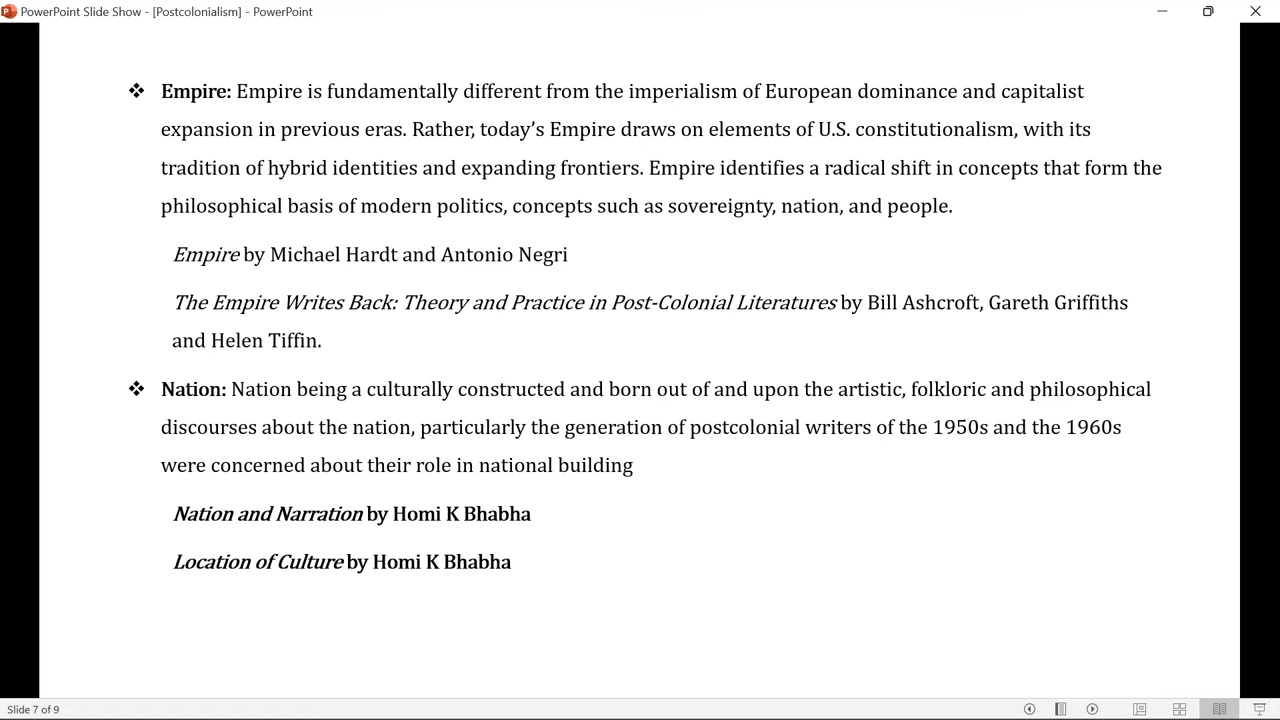 PowerPoint Slide Show - [Postcolonialism] - PowerPoint
❖ Empire: Empire is fundamentally different from the imperialism of European dominance and capitalist
expansion in previous eras. Rather, today's Empire draws on elements of U.S. constitutionalism, with its
tradition of hybrid identities and expanding frontiers. Empire identifies a radical shift in concepts that form the
philosophical basis of modern politics, concepts such as sovereignty, nation, and people.
Empire by Michael Hardt and Antonio Negri
The Empire Writes Back: Theory and Practice in Post-Colonial Literatures by Bill Ashcroft, Gareth Griffiths
and Helen Tiffin.
❖ Nation: Nation being a culturally constructed and born out of and upon the artistic, folkloric and philosophical
discourses about the nation, particularly the generation of postcolonial writers of the 1950s and the 1960s
were concerned about their role in national building
Nation and Narration by Homi K Bhabha
Location of Culture by Homi K Bhabha
Slide 7 of 9